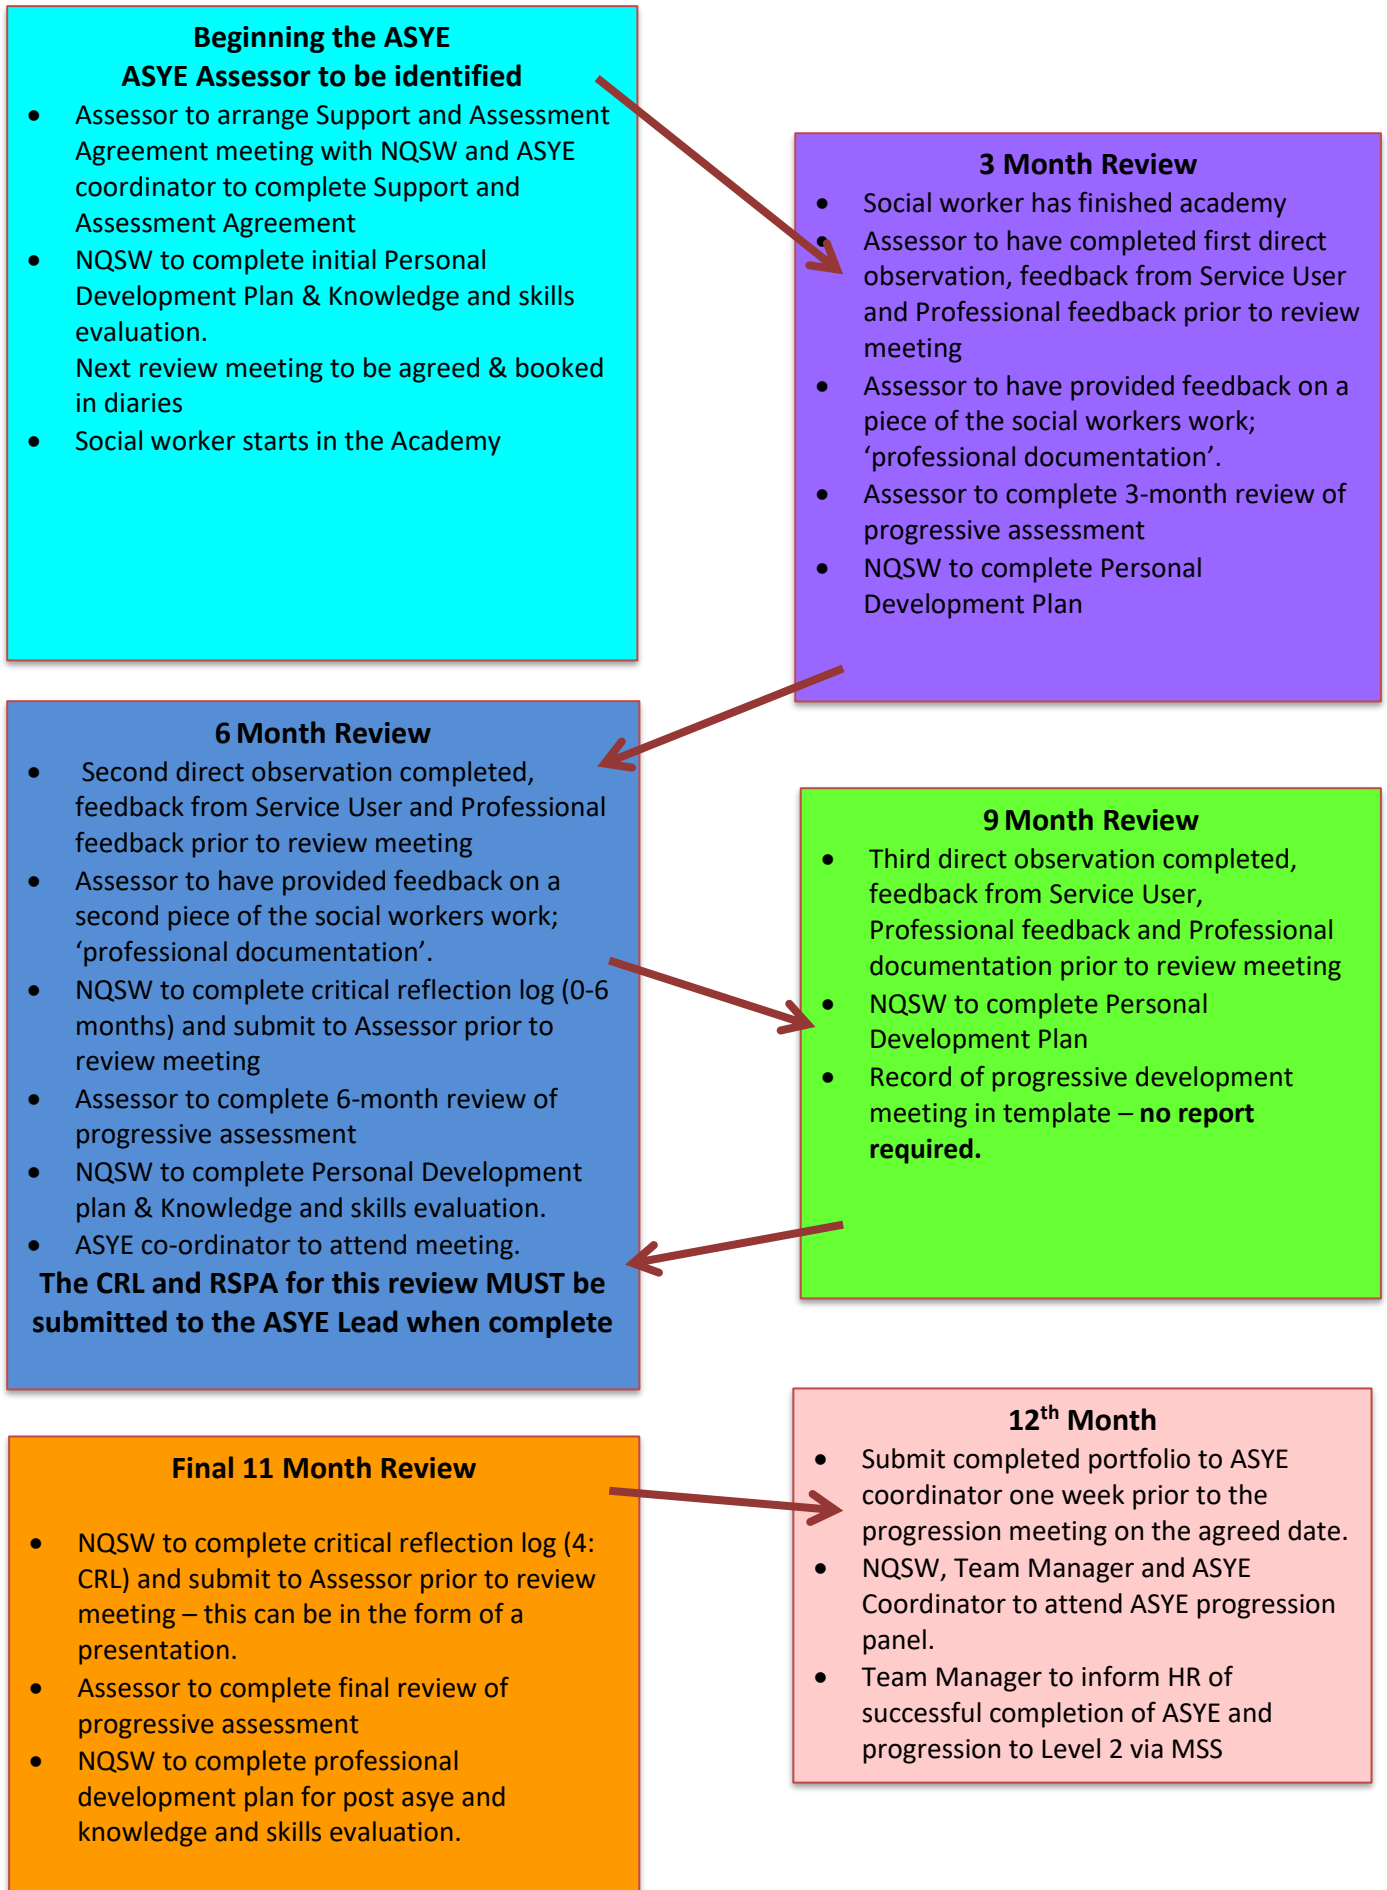 Beginning the ASYE
ASYE Assessor to be identified
• Assessor to arrange Support and Assessment
Agreement meeting with NQSW and ASYE
coordinator to complete Support and
Assessment Agreement
• NQSW to complete initial Personal
Development Plan & Knowledge and skills
evaluation.
Next review meeting to be agreed & booked
in diaries
• Social worker starts in the Academy
3 Month Review
• Social worker has finished academy
• Assessor to have completed first direct
observation, feedback from Service User
and Professional feedback prior to review
meeting
• Assessor to have provided feedback on a
piece of the social workers work;
‘professional documentation’.
• Assessor to complete 3-month review of
progressive assessment
• NQSW to complete Personal
Development Plan
6 Month Review
• Second direct observation completed,
feedback from Service User and Professional
feedback prior to review meeting
• Assessor to have provided feedback on a
second piece of the social workers work;
‘professional documentation’.
• NQSW to complete critical reflection log (0-6
months) and submit to Assessor prior to
review meeting
• Assessor to complete 6-month review of
progressive assessment
• NQSW to complete Personal Development
plan & Knowledge and skills evaluation.
• ASYE co-ordinator to attend meeting.
The CRL and RSPA for this review MUST be
submitted to the ASYE Lead when complete
9 Month Review
• Third direct observation completed,
feedback from Service User,
Professional feedback and Professional
documentation prior to review meeting
• NQSW to complete Personal
Development Plan
• Record of progressive development
meeting in template – no report
required.
Final 11 Month Review
• NQSW to complete critical reflection log (4:
CRL) and submit to Assessor prior to review
meeting – this can be in the form of a
presentation.
• Assessor to complete final review of
progressive assessment
• NQSW to complete professional
development plan for post asye and
knowledge and skills evaluation.
12th Month
• Submit completed portfolio to ASYE
coordinator one week prior to the
progression meeting on the agreed date.
• NQSW, Team Manager and ASYE
Coordinator to attend ASYE progression
panel.
• Team Manager to inform HR of
successful completion of ASYE and
progression to Level 2 via MSS